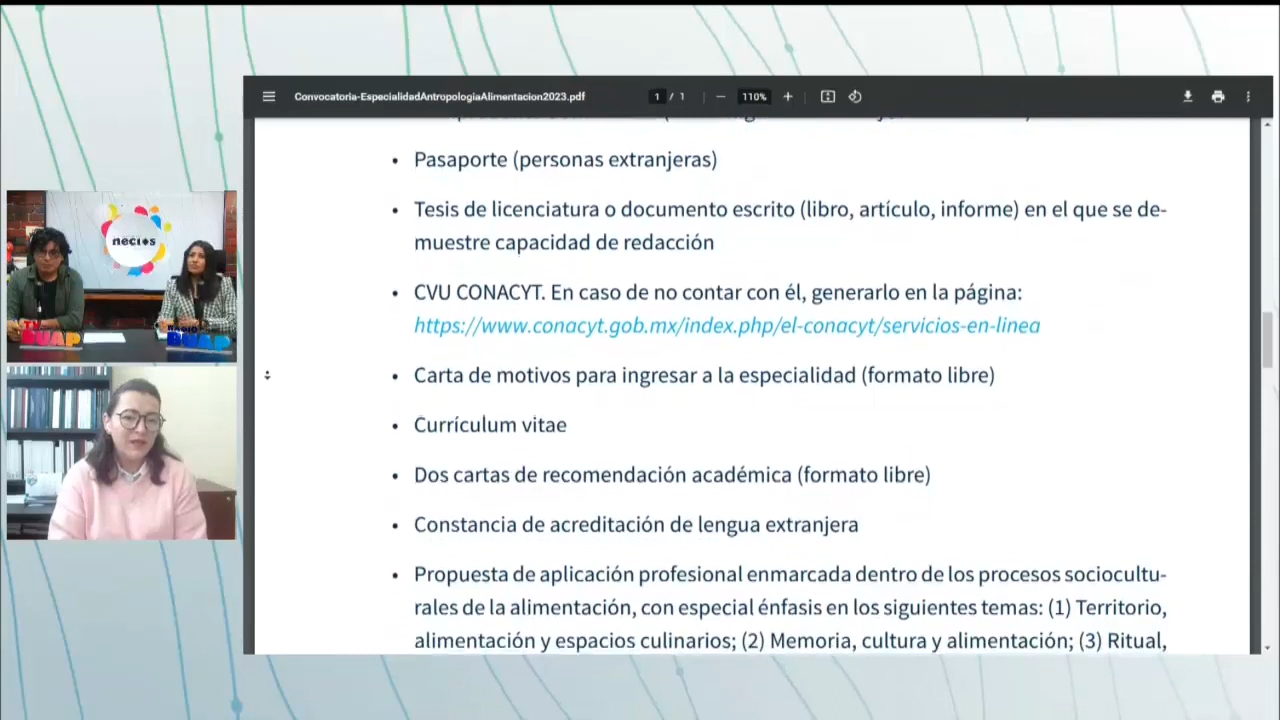 Convocatoria-EspecialidadAntropologiaAlimentacion2023.pdf
1 / 1
110%
• Pasaporte (personas extranjeras)
• Tesis de licenciatura o documento escrito (libro, artículo, informe) en el que se de-
muestre capacidad de redacción
• CVU CONACYT. En caso de no contar con él, generarlo en la página:
https://www.conacyt.gob.mx/index.php/el-conacyt/servicios-en-linea
• Carta de motivos para ingresar a la especialidad (formato libre)
• Currículum vitae
• Dos cartas de recomendación académica (formato libre)
• Constancia de acreditación de lengua extranjera
• Propuesta de aplicación profesional enmarcada dentro de los procesos sociocultu-
rales de la alimentación, con especial énfasis en los siguientes temas: (1) Territorio,
alimentación y espacios culinarios; (2) Memoria, cultura y alimentación; (3) Ritual,
necios
TV
BUAP
RADIO
BUAP